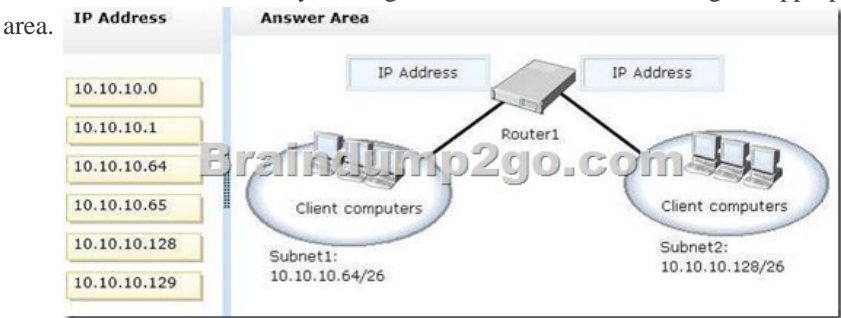 area.
IP Address
10.10.10.0
10.10.10.1
10.10.10.64
10.10.10.65
10.10.10.128
10.10.10.129
Answer Area
IP Address
IP Address
Router1
Braindump2go.com
Client computers
Client computers
Subnet1:
10.10.10.64/26
Subnet2:
10.10.10.128/26